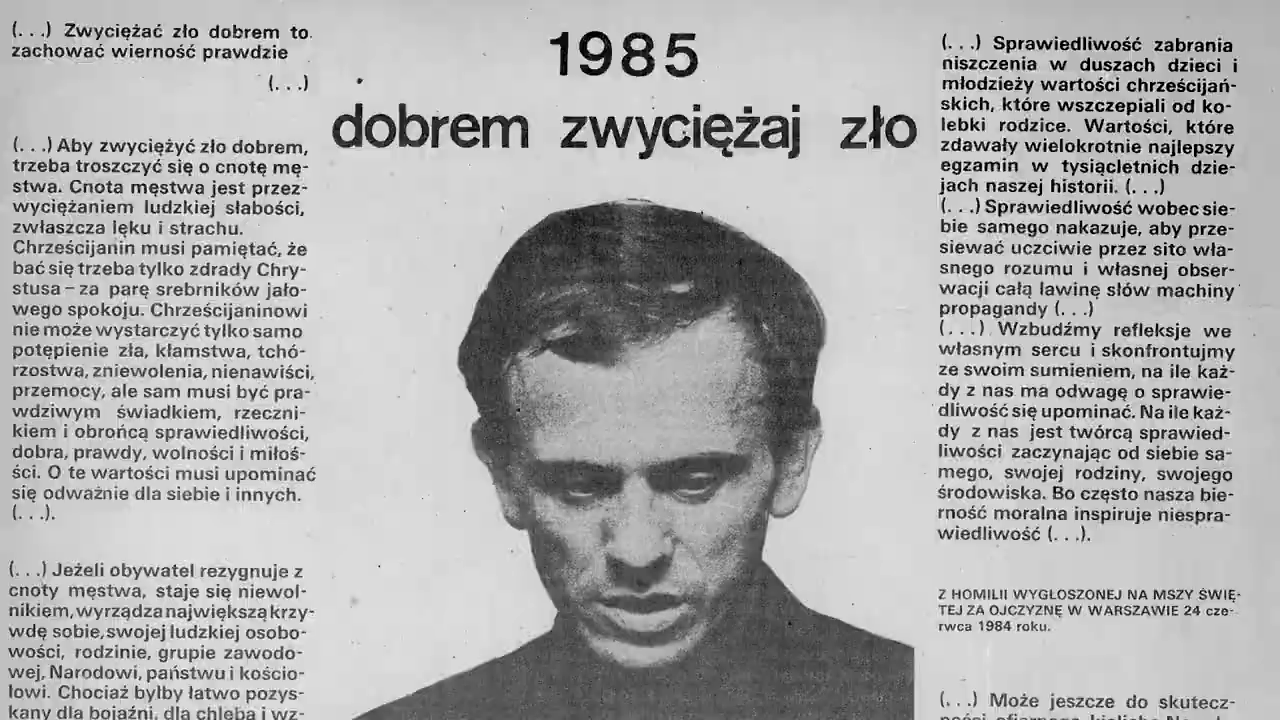 (. . .) Zwyciężać zło dobrem to
zachować wierność prawdzie
(. . .)
(. . .) Aby zwyciężyć zło dobrem,
trzeba troszczyć się o cnotę mę-
stwa. Cnota męstwa jest przez-
wyciężaniem ludzkiej słabości,
zwłaszcza lęku i strachu.
Chrześcijanin musi pamiętać, że
bać się trzeba tylko zdrady Chry-
stusa – za parę srebrników jało-
wego spokoju. Chrześcijaninowi
nie może wystarczyć tylko samo
potępienie zła, kłamstwa, tchó-
rzostwa, zniewolenia, nienawiści,
przemocy, ale sam musi być pra-
wdziwym świadkiem, rzeczni-
kiem i obrońcą sprawiedliwości,
dobra, prawdy, wolności i miłoś-
ści. O te wartości musi upominać
się odważnie dla siebie i innych.
(. . .).
(. . .) Jeżeli obywatel rezygnuje z
cnoty męstwa, staje się niewol-
nikiem, wyrządza największą krzy-
wdę sobie, swojej ludzkiej osobo-
wości, rodzinie, grupie zawodo-
wej, Narodowi, państwu i kościo-
łowi. Chociaż byłby łatwo pozys-
kany dla bojaźni, dla chleba i wz-
1985
dobrem zwyciężaj zło
(. . .) Sprawiedliwość zabrania
niszczenia w duszach dzieci i
młodzieży wartości chrześcijań-
skich, które wszczepiali od ko-
lebki rodzice. Wartości, które
zdawały wielokrotnie najlepszy
egzamin w tysiącletnich dzie-
jach naszej historii. (. . .)
(. . .) Sprawiedliwość wobec sie-
bie samego nakazuje, aby prze-
siewać uczciwie przez sito wła-
snego rozumu i własnej obser-
wacji całą lawinę słów machiny
propagandy (. . .)
(. . .) Wzbudźmy refleksje we
własnym sercu i skonfrontujmy
ze swoim sumieniem, na ile każ-
dy z nas ma odwagę o sprawie-
dliwość się upominać. Na ile każ-
dy z nas jest twórcą sprawied-
liwości zaczynając od siebie sa-
mego, swojej rodziny, swojego
środowiska. Bo często nasza bie-
rność moralna inspiruje niespra-
wiedliwość (. . .).
Z HOMILII WYGŁOSZONEJ NA MSZY ŚWIĘ-
TEJ ZA OJCZYZNĘ W WARSZAWIE 24 cze-
rwca 1984 roku.
(. . .) Może jeszcze do skutecz-